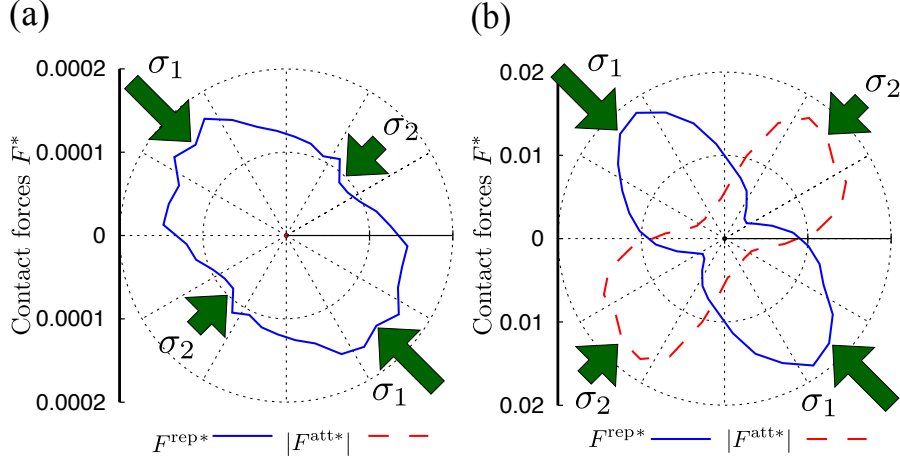 (a)
0.0002
0.0001
0
0.0001
0.0002
Contact forces F*
σ1
σ2
σ2
σ1
F^rep* |F^att*|
(b)
0.02
0.01
0
0.01
0.02
Contact forces F*
σ1
σ2
σ2
σ1
F^rep* |F^att*|